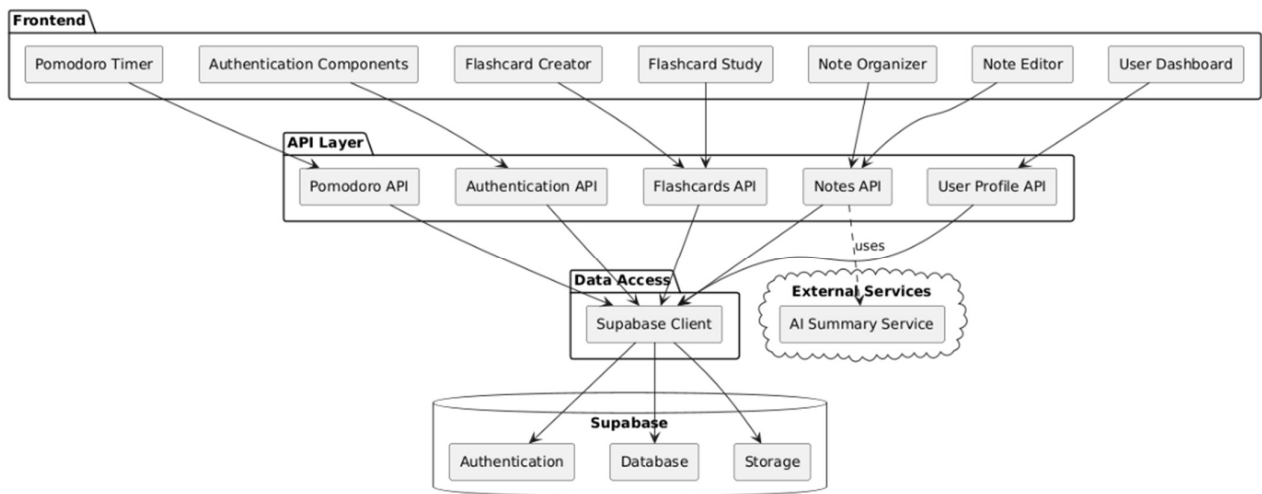 Frontend
Pomodoro Timer
Authentication Components
Flashcard Creator
Flashcard Study
Note Organizer
Note Editor
User Dashboard
API Layer
Pomodoro API
Authentication API
Flashcards API
Notes API
User Profile API
uses
Data Access
Supabase Client
External Services
AI Summary Service
Supabase
Authentication
Database
Storage